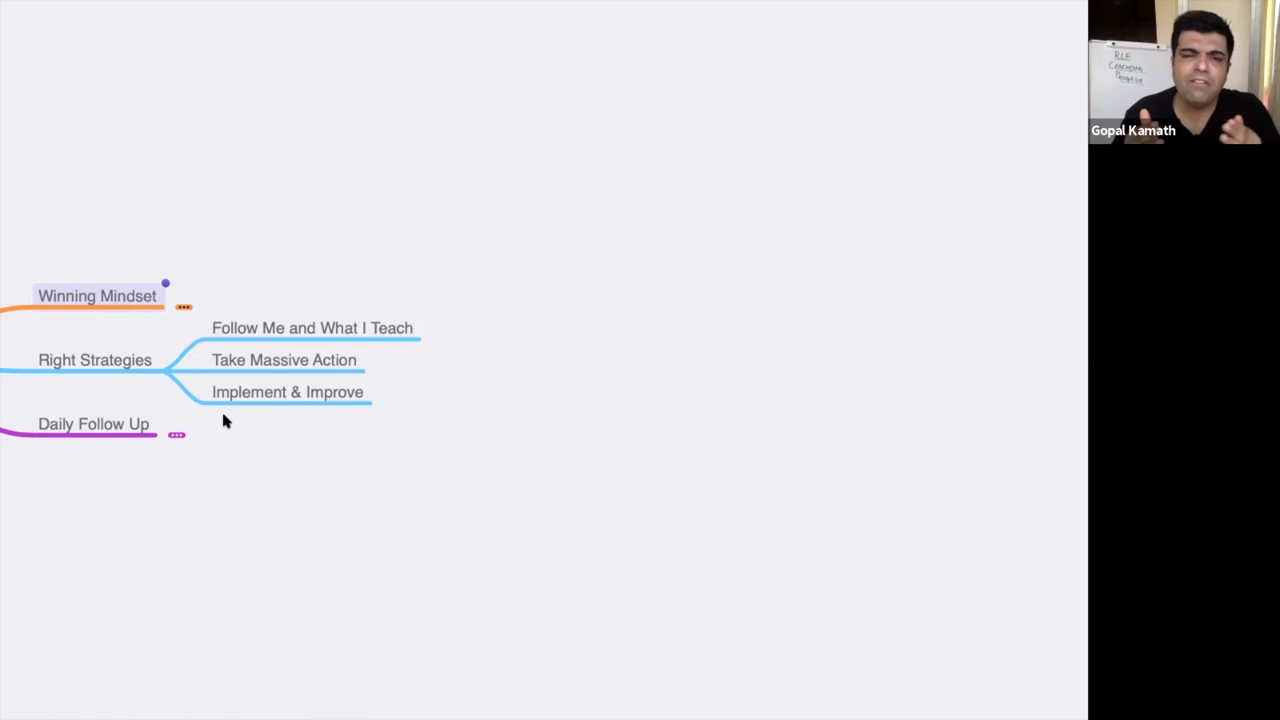 Winning Mindset
Right Strategies
Follow Me and What I Teach
Take Massive Action
Implement & Improve
Daily Follow Up
RLE
Gopal Kamath